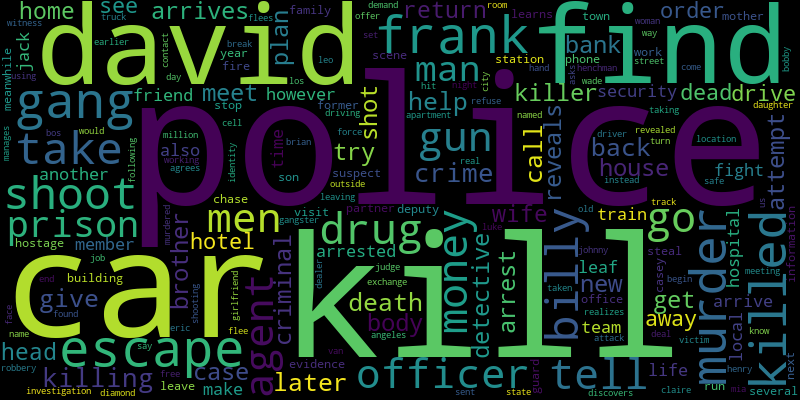 home
see
arrives
plan
family
offer
demand
room
learns
return
town
order
mother
truck
witness
earlier
jack
david
contact
break
year
fire
flees
leo
set
scene
frank
find
bank
phone
work
woman
way
street
come
bobby
meanwhile
using
gang
friend
meet
however
former
man
station
hand
asks
wade
henchman
city
killer
security
dead
drive
day
los
stop
shot
driving
hit
night
refuse
help
apartment
named
taking
daughter
take
would
million
cell
force
try
gun
call
reveals
back
revealed
turn
location
attempt
manages
bos
also
working
agrees
identity
time
brian
suspect
crime
real
driver
house
instead
safe
fight
another
following
police
son
outside
shoot
murdered
chase
leaving
partner
visit
deputy
wife
train
track
old
us
prison
men
gangster
drug
luke
go
information
hostage
member
brother
hotel
arrested
money
detective
billy
johnny
steal
hospital
job
building
judge
exchange
leaf
new
casey
begin
meeting
car
kill
give
girlfriend
criminal
dealer
death
arrest
taken
office
realizes
get
murder
arrive
killed
face
end
found
shooting
agent
body
team
away
local
know
name
eric
flee
angeles
attack
deal
victim
head
escape
say
van
evidence
guard
life
henry
next
robbery
killing
case
free
later
officer
tell
run
mia
several
investigation
diamond
leave
make
sent
state
discovers
claire